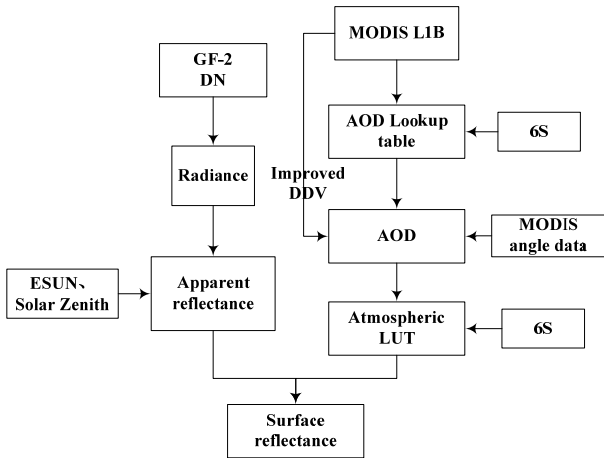 MODIS L1B
GF-2
DN
AOD Lookup
table
6S
Improved
DDV
Radiance
AOD
MODIS
angle data
ESUN、
Solar Zenith
Apparent
reflectance
Atmospheric
LUT
6S
Surface
reflectance